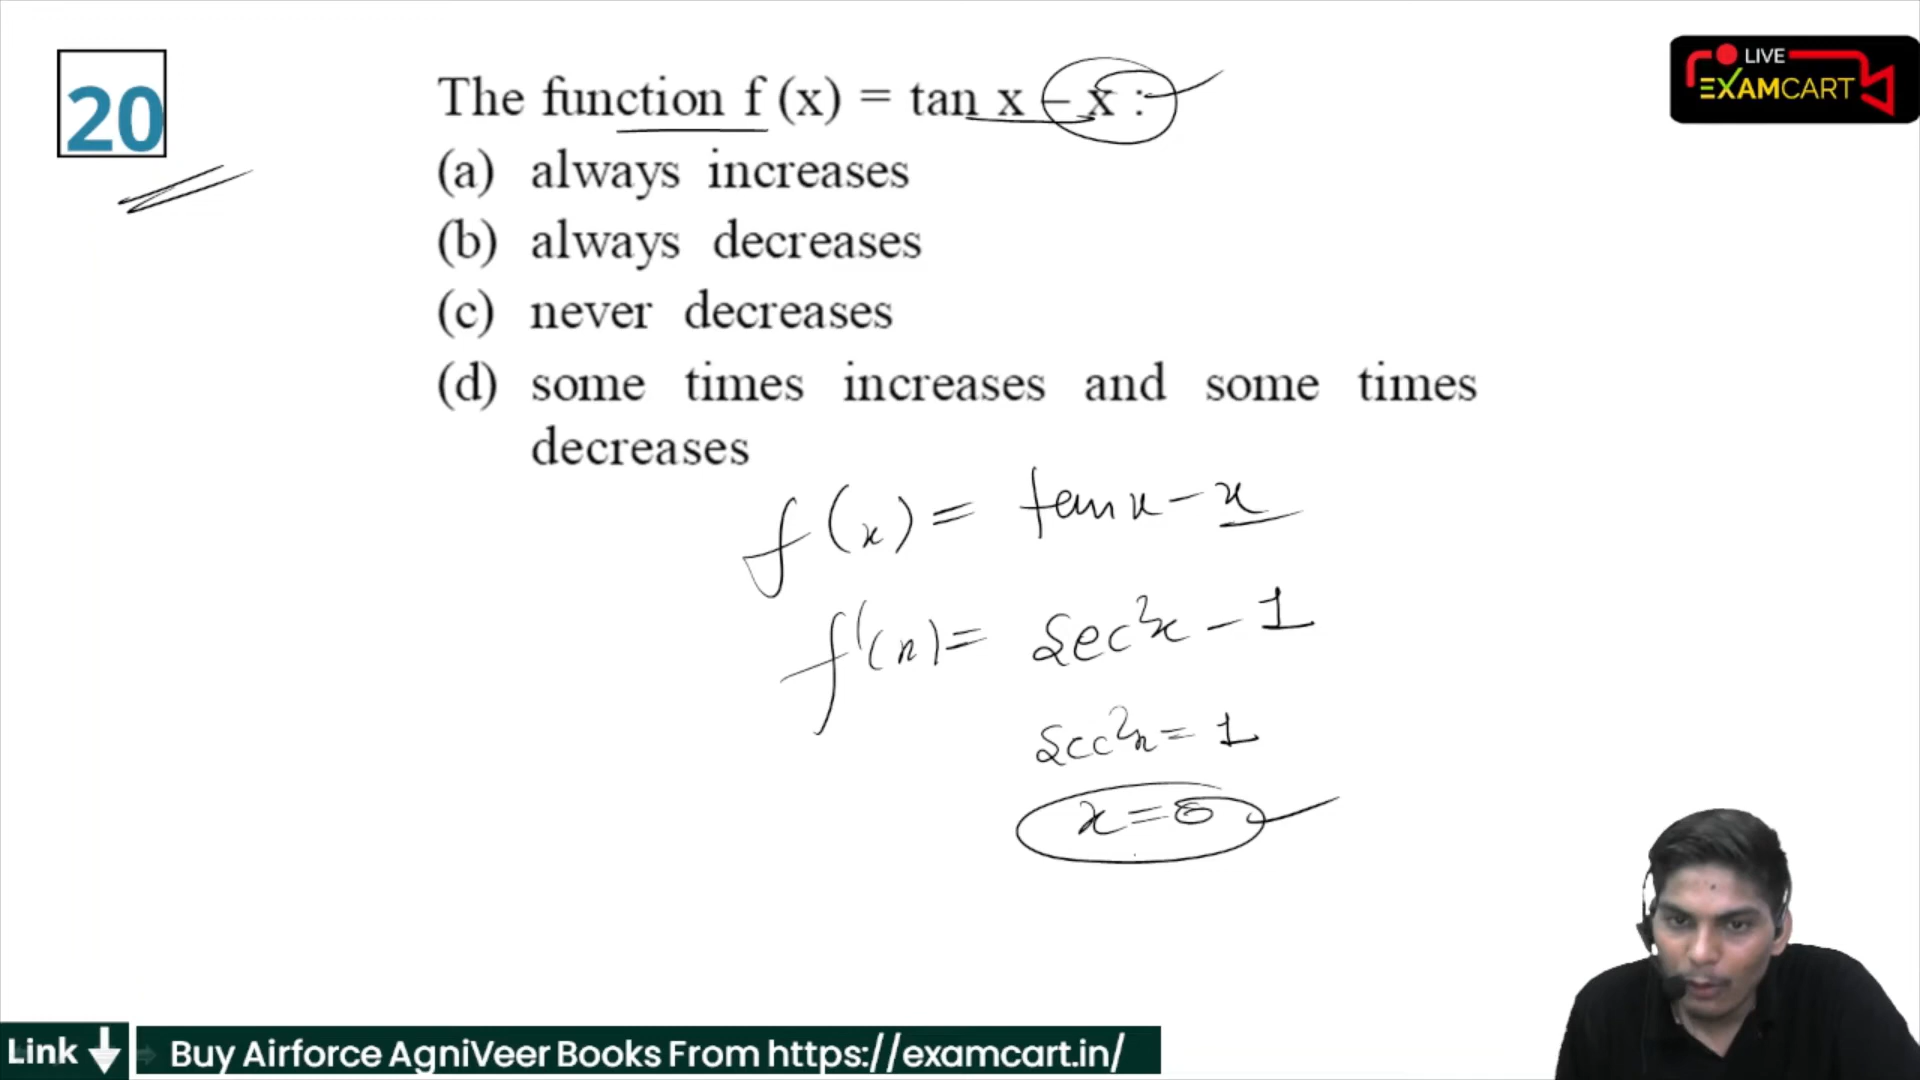 20
LIVE
EXAMCART
The function f (x) = tan x – x :
(a) always increases
(b) always decreases
(c) never decreases
(d) some times increases and some times
decreases
f(x) = tanx - x
f'(x) = sec²x - 1
sec²x = 1
x = 0
Link
Buy Airforce AgniVeer Books From https://examcart.in/